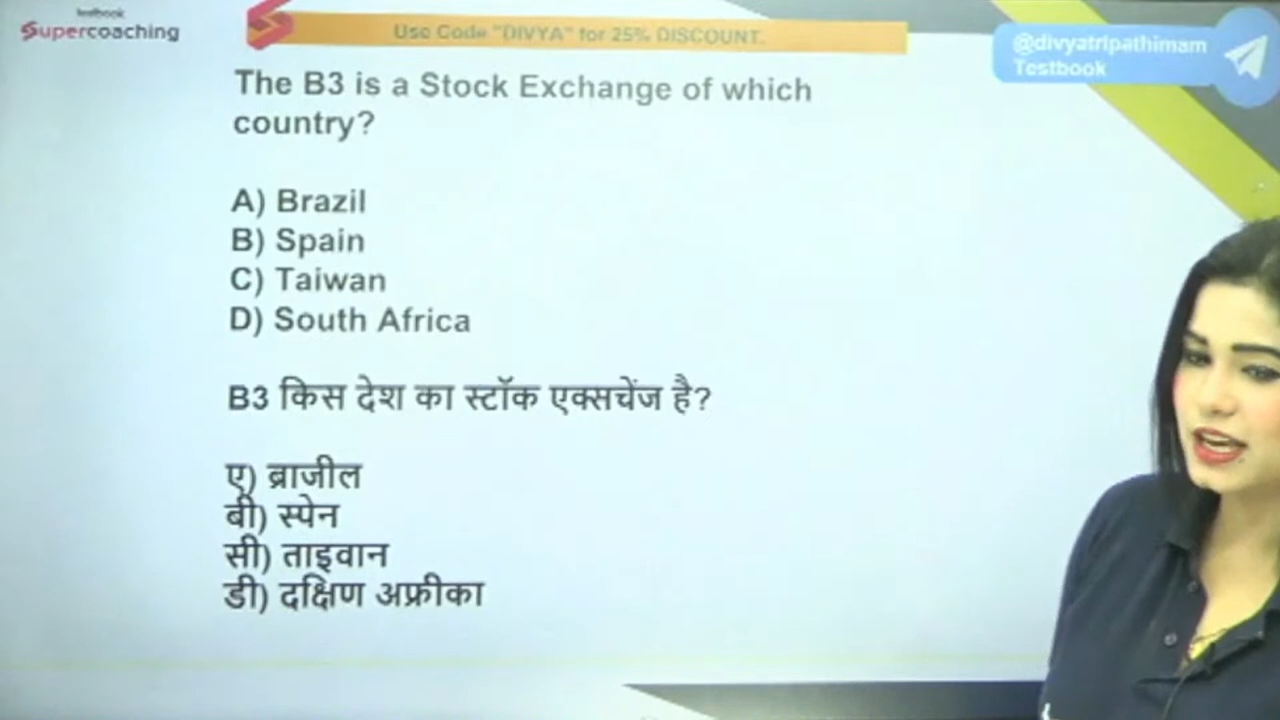 testbook
Supercoaching
Use Code "DIVYA" for 25% DISCOUNT.
@divyatripathimam
Testbook
The B3 is a Stock Exchange of which
country?
A) Brazil
B) Spain
C) Taiwan
D) South Africa
B3 किस देश का स्टॉक एक्सचेंज है?
ए) ब्राजील
बी) स्पेन
सी) ताइवान
डी) दक्षिण अफ्रीका